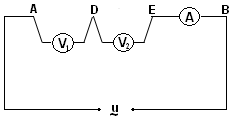 A D E B
V₁ V₂ A
u
~